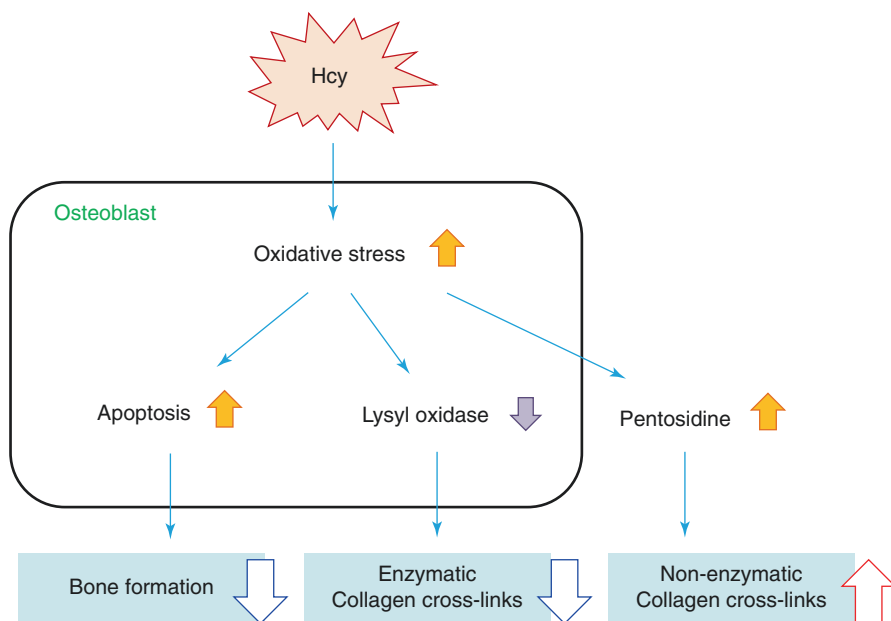 Hcy
Osteoblast
Oxidative stress
Apoptosis
Lysyl oxidase
Pentosidine
Bone formation
Enzymatic
Collagen cross-links
Non-enzymatic
Collagen cross-links